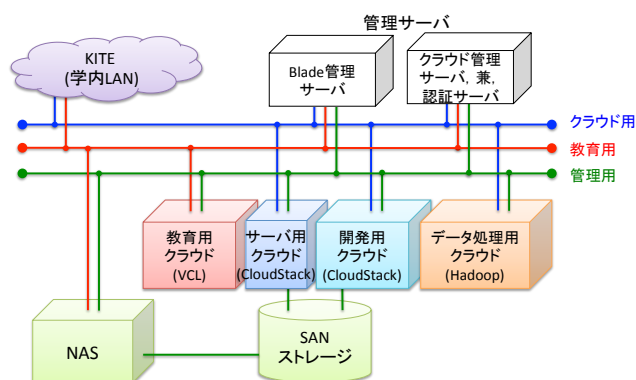 管理サーバ
KITE
(学内LAN)
Blade管理
サーバ
クラウド管理
サーバ, 兼,
認証サーバ
クラウド用
教育用
管理用
教育用
クラウド
(VCL)
サーバ用
クラウド
(CloudStack)
開発用
クラウド
(CloudStack)
データ処理用
クラウド
(Hadoop)
NAS
SAN
ストレージ